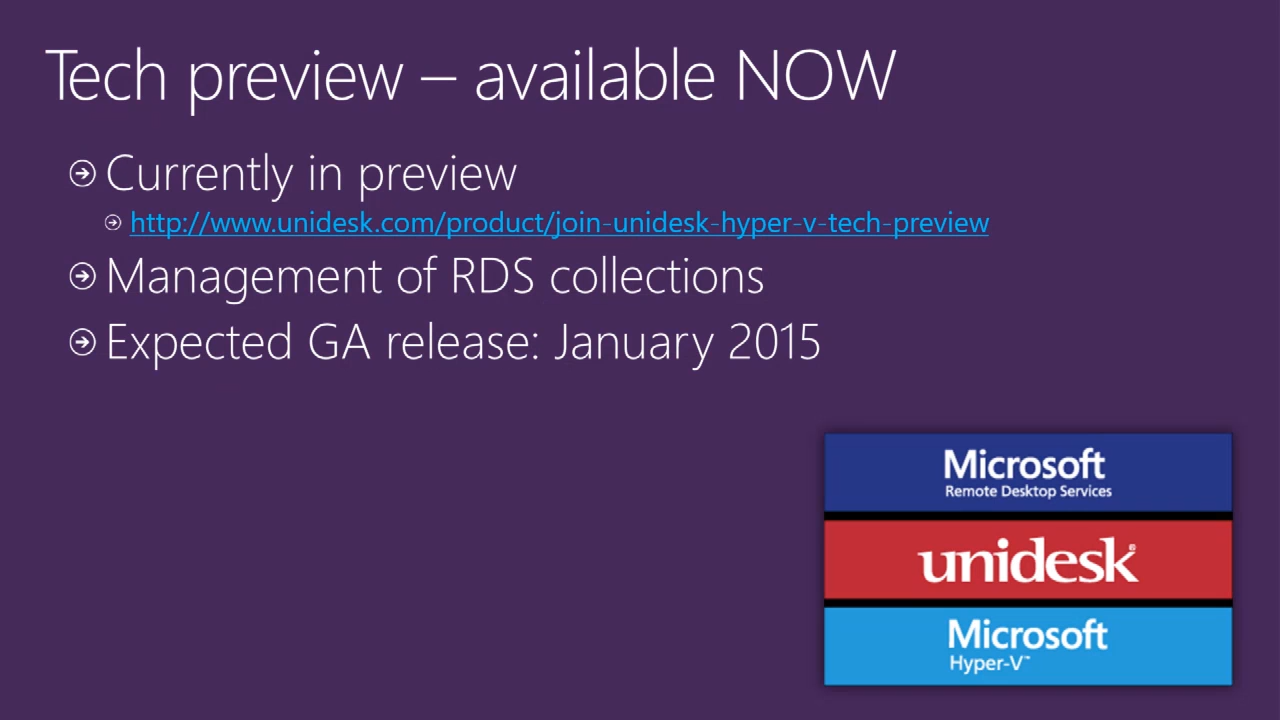 Tech preview – available NOW
Currently in preview
http://www.unidesk.com/product/join-unidesk-hyper-v-tech-preview
Management of RDS collections
Expected GA release: January 2015
Microsoft
Remote Desktop Services
unidesk®
Microsoft
Hyper-V™